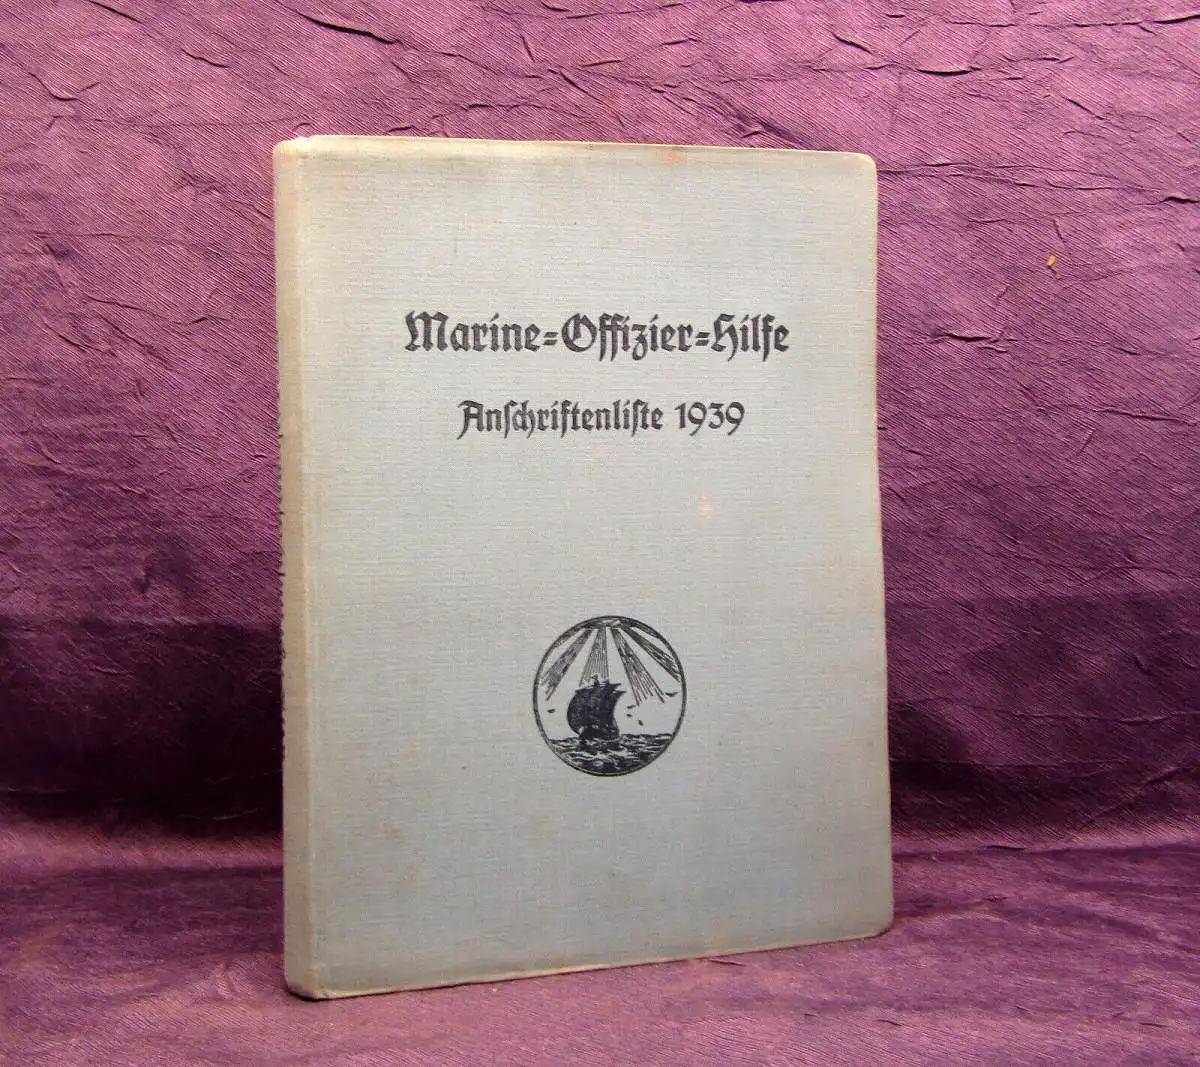 Marine=Offizier=Hilfe
Anſchriftenliſte 1939